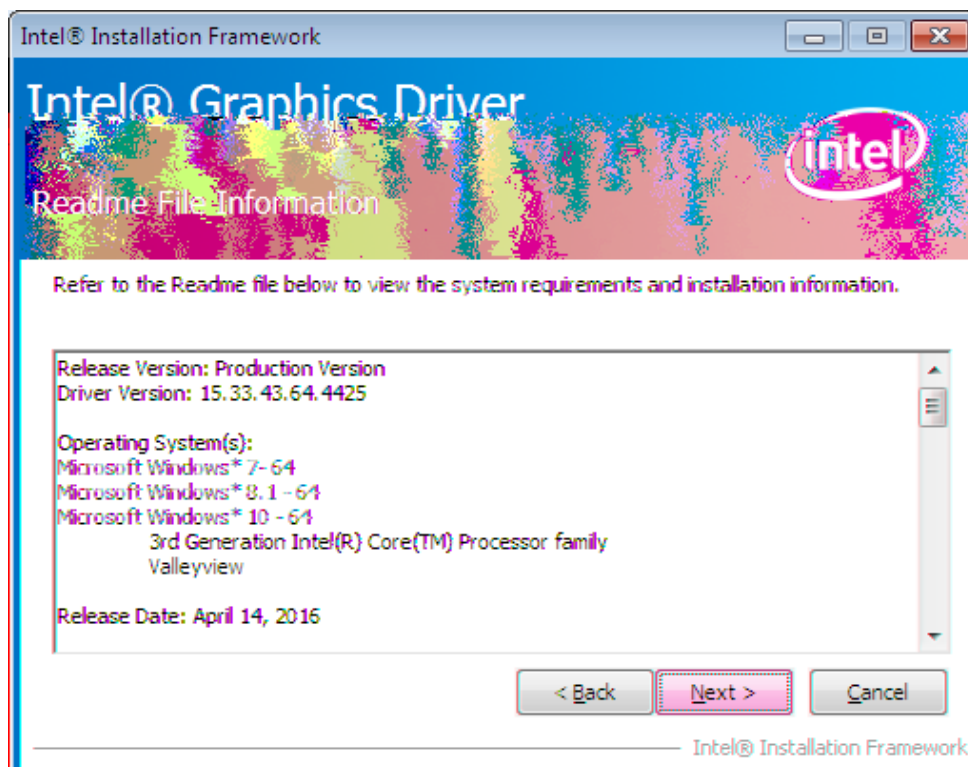 Intel® Installation Framework
Intel® Graphics Driver
intel
Readme File Information
Refer to the Readme file below to view the system requirements and installation information.
Release Version: Production Version
Driver Version: 15.33.43.64.4425
Operating System(s):
Microsoft Windows* 7-64
Microsoft Windows* 8.1 -64
Microsoft Windows* 10 -64
3rd Generation Intel(R) Core(TM) Processor family
Valleyview
Release Date: April 14, 2016
< Back Next > Cancel
Intel® Installation Framework